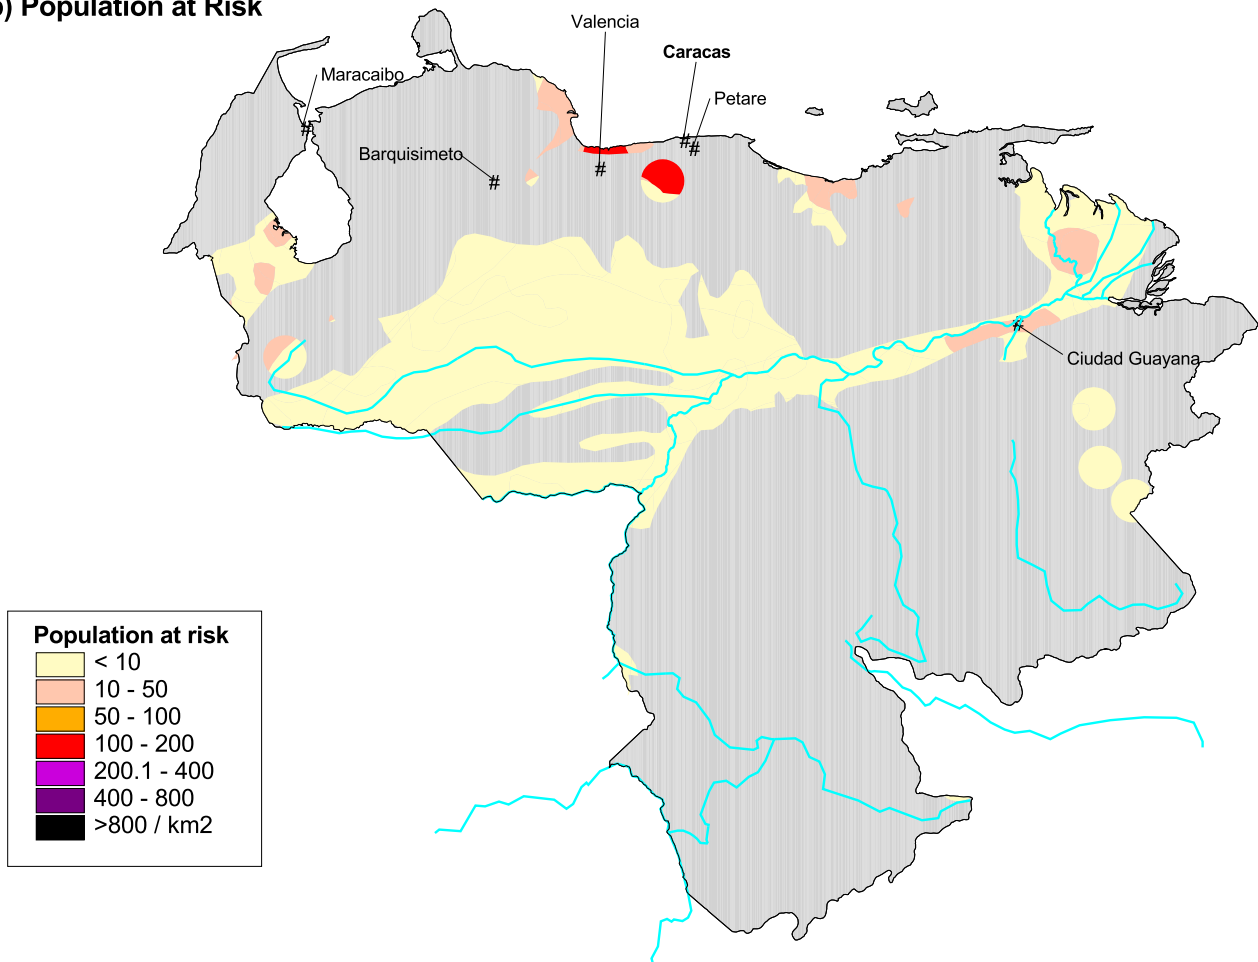 ) Population at Risk
Valencia
Caracas
Maracaibo
Petare
Barquisimeto
Ciudad Guayana
Population at risk
< 10
10 - 50
50 - 100
100 - 200
200.1 - 400
400 - 800
>800 / km2